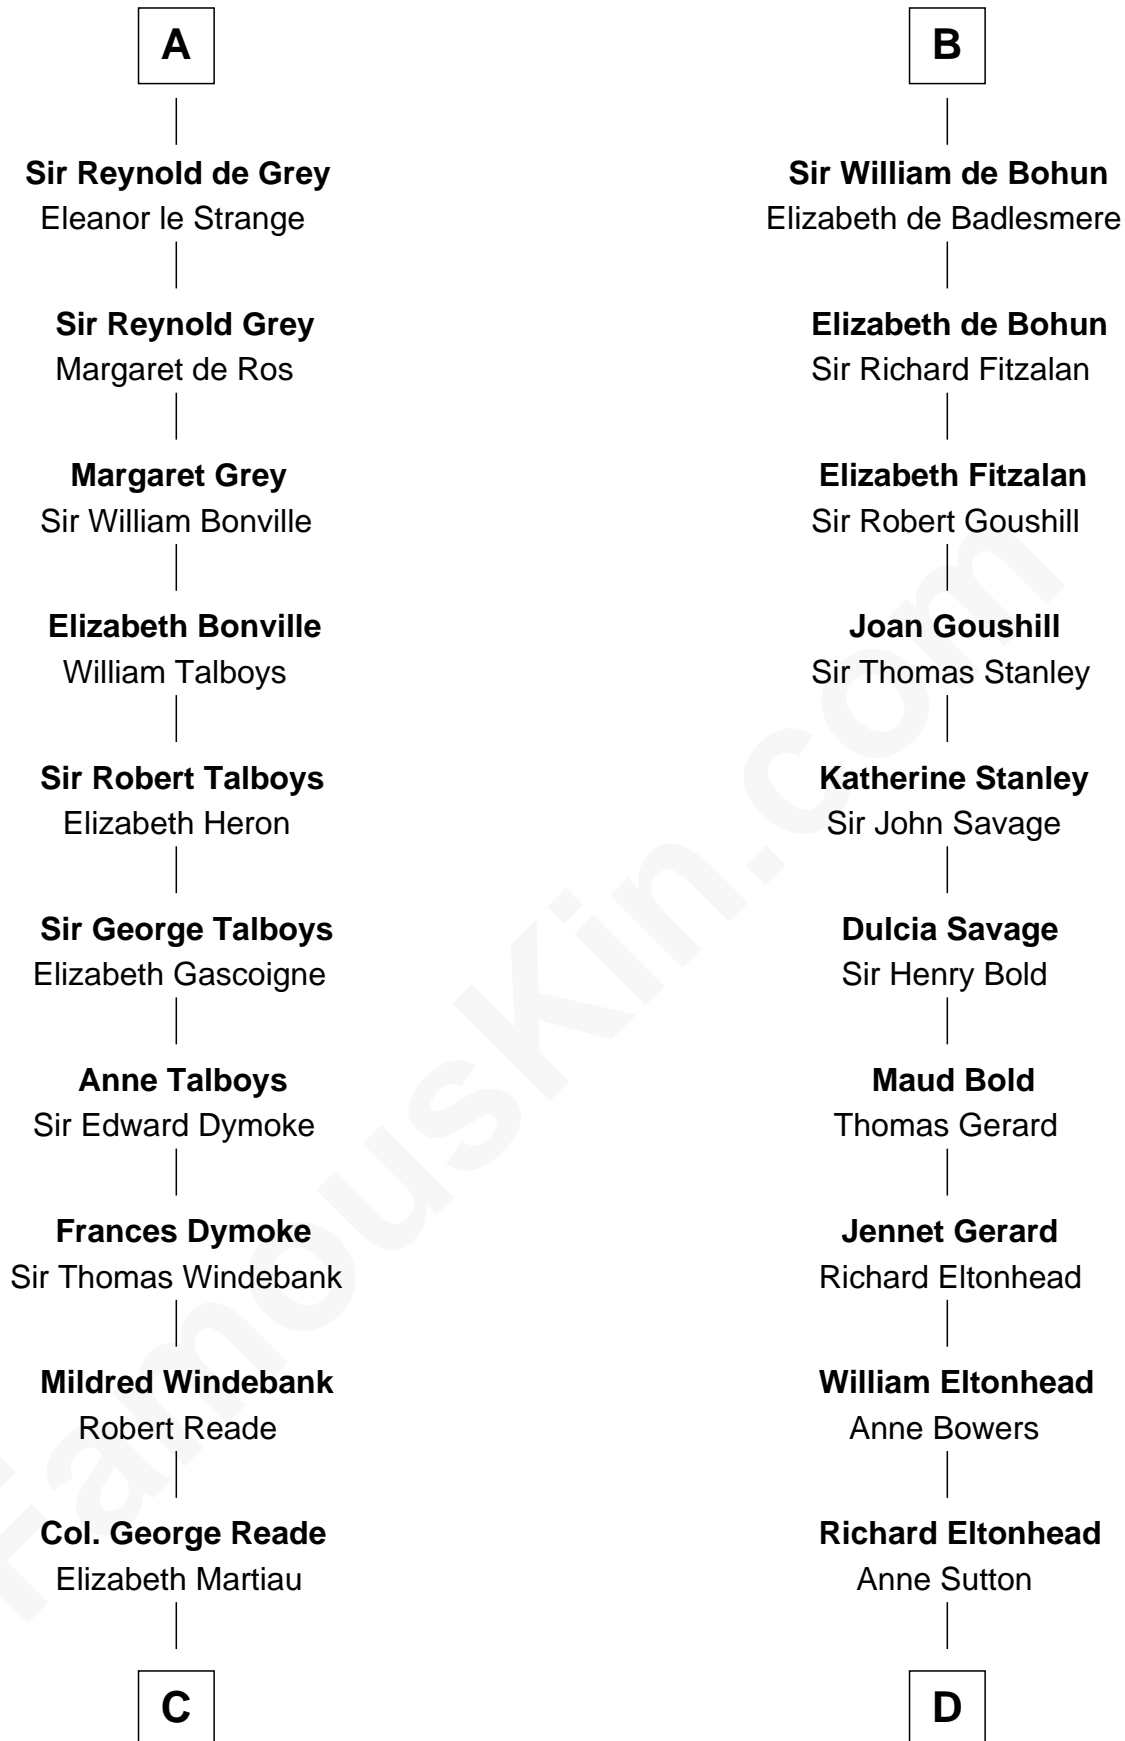 A
Sir Reynold de Grey
Eleanor le Strange
Sir Reynold Grey
Margaret de Ros
Margaret Grey
Sir William Bonville
Elizabeth Bonville
William Talboys
Sir Robert Talboys
Elizabeth Heron
Sir George Talboys
Elizabeth Gascoigne
Anne Talboys
Sir Edward Dymoke
Frances Dymoke
Sir Thomas Windebank
Mildred Windebank
Robert Reade
Col. George Reade
Elizabeth Martiau
C
B
Sir William de Bohun
Elizabeth de Badlesmere
Elizabeth de Bohun
Sir Richard Fitzalan
Elizabeth Fitzalan
Sir Robert Goushill
Joan Goushill
Sir Thomas Stanley
Katherine Stanley
Sir John Savage
Dulcia Savage
Sir Henry Bold
Maud Bold
Thomas Gerard
Jennet Gerard
Richard Eltonhead
William Eltonhead
Anne Bowers
Richard Eltonhead
Anne Sutton
D
FamousKin.com